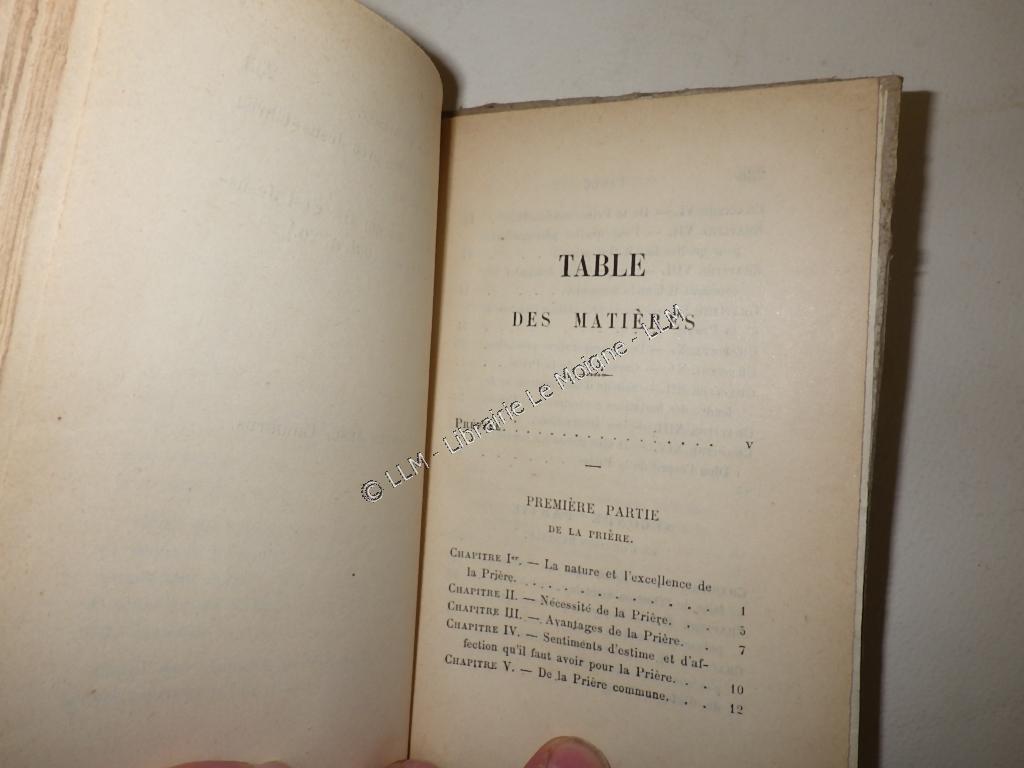 TABLE
DES MATIÈRES
© LLM - Librairie Le Moigne - LLM
v
PREMIÈRE PARTIE
DE LA PRIÈRE.
CHAPITRE Ier. — La nature et l'excellence de
la Prière. . . . . . . . . . . . . . 1
CHAPITRE II. — Nécessité de la Prière. . . . 5
CHAPITRE III. — Avantages de la Prière. . . 7
CHAPITRE IV. — Sentiments d'estime et d'af-
fection qu'il faut avoir pour la Prière. . . . 10
CHAPITRE V. — De la Prière commune. . . . 12